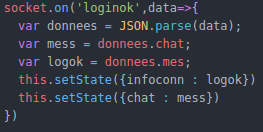 socket.on('loginok',data=>{
  var donnees = JSON.parse(data);
  var mess = donnees.chat;
  var logok = donnees.mes;
  this.setState({infoconn : logok})
  this.setState({chat : mess})
})